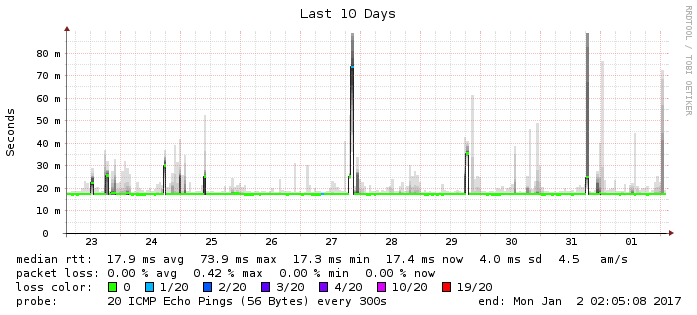 Last 10 Days
RRDTOOL / TOBI OETIKER
Seconds
80 m
70 m
60 m
50 m
40 m
30 m
20 m
10 m
0
23 24 25 26 27 28 29 30 31 01
median rtt: 17.9 ms avg 73.9 ms max 17.3 ms min 17.4 ms now 4.0 ms sd 4.5 am/s
packet loss: 0.00 % avg 0.42 % max 0.00 % min 0.00 % now
loss color: 0 1/20 2/20 3/20 4/20 10/20 19/20
probe: 20 ICMP Echo Pings (56 Bytes) every 300s end: Mon Jan 2 02:05:08 2017